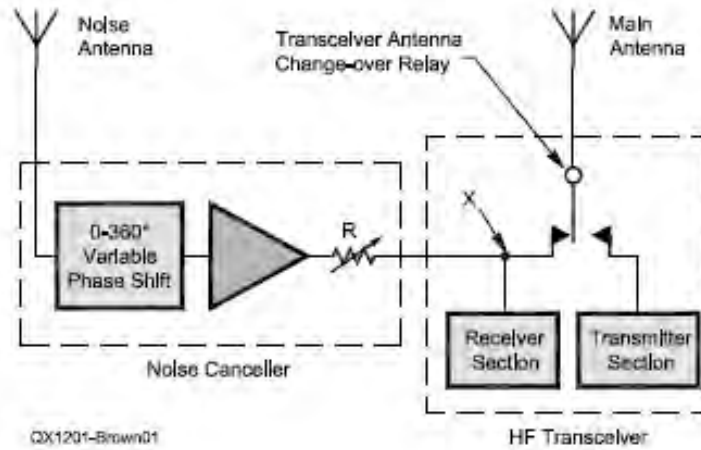 Noise
Antenna
Transceiver Antenna
Change-over Relay
Main
Antenna
X
R
0-360°
Variable
Phase Shift
Receiver
Section
Transmitter
Section
Noise Canceller
QX1201-Brown01
HF Transceiver